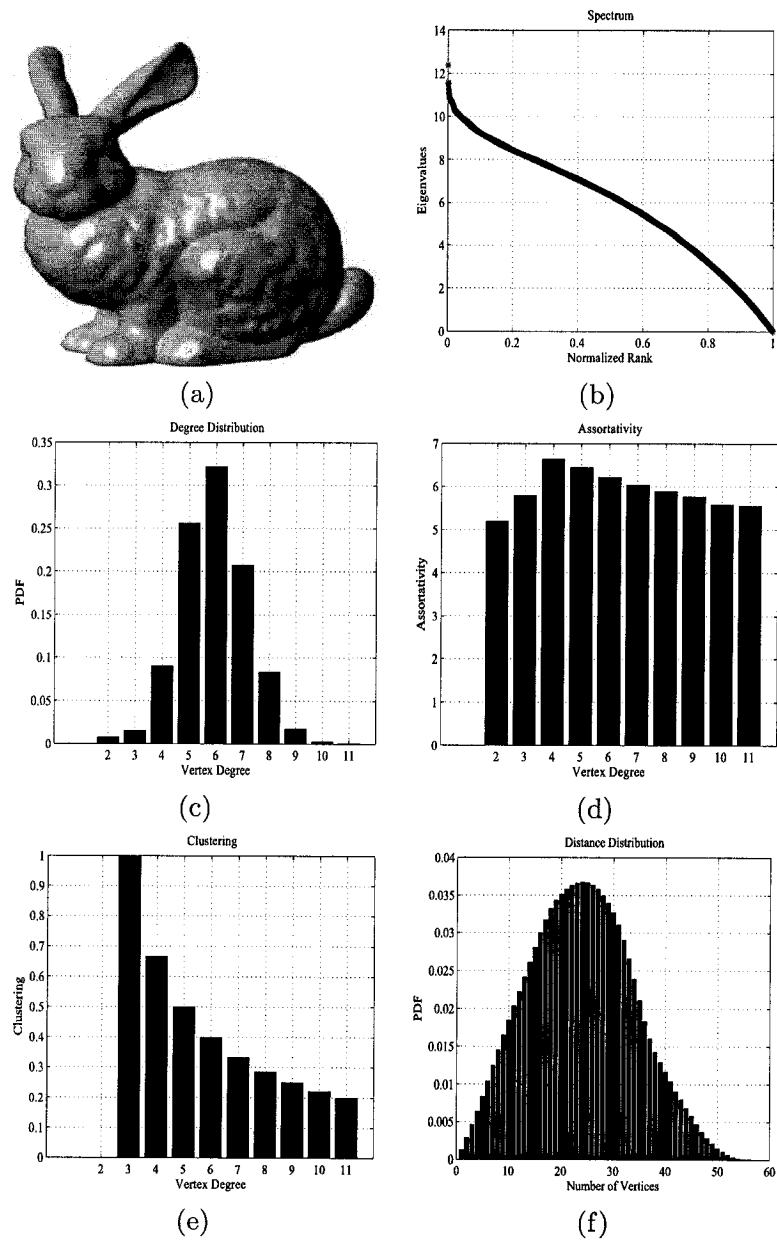 Spectrum
14
12
10
8
6
4
2
0
Eigenvalues
0.2 0.4 0.6 0.8 1
Normalized Rank
(a)
(b)
Degree Distribution
0.35
0.3
0.25
0.2
0.15
0.1
0.05
0
PDF
2 3 4 5 6 7 8 9 10 11
Vertex Degree
(c)
Assortativity
7
6
5
4
3
2
1
0
Assortativity
2 3 4 5 6 7 8 9 10 11
Vertex Degree
(d)
Clustering
1
0.9
0.8
0.7
0.6
0.5
0.4
0.3
0.2
0.1
0
Clustering
2 3 4 5 6 7 8 9 10 11
Vertex Degree
(e)
Distance Distribution
0.04
0.035
0.03
0.025
0.02
0.015
0.01
0.005
0
PDF
0 10 20 30 40 50 60
Number of Vertices
(f)